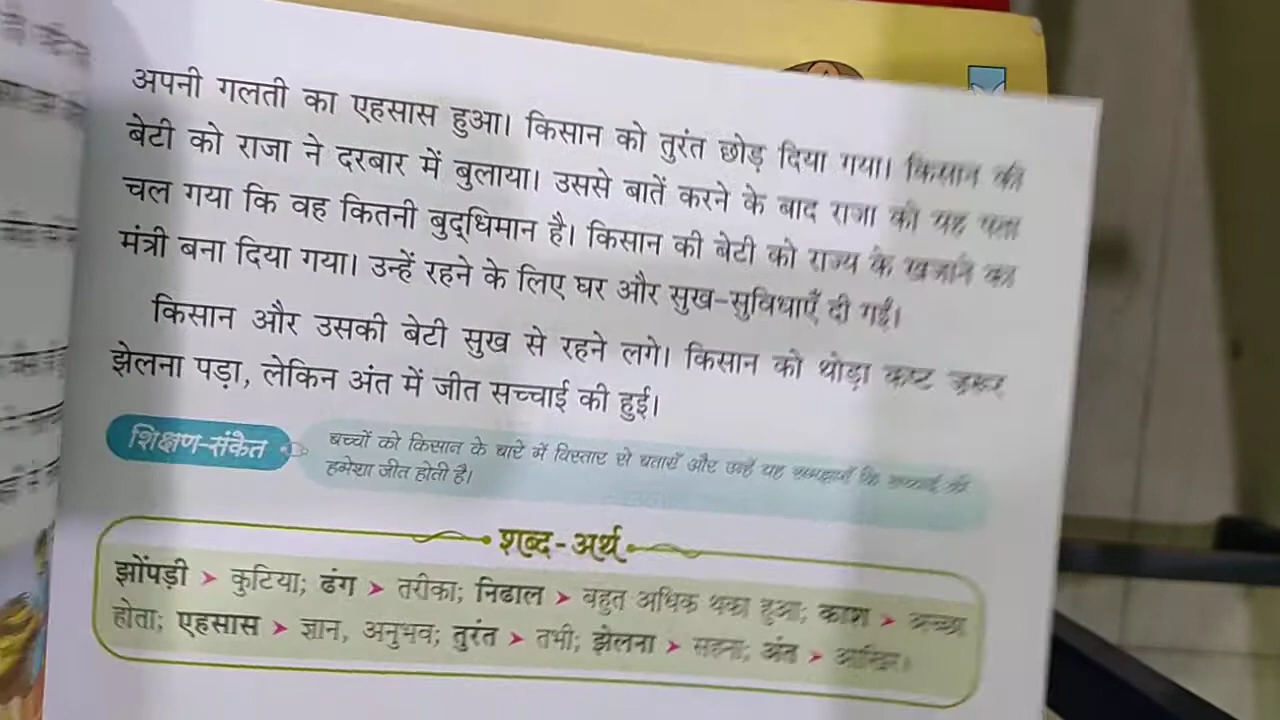 अपनी गलती का एहसास हुआ। किसान को तुरंत छोड़ दिया गया। किसान की
बेटी को राजा ने दरबार में बुलाया। उससे बातें करने के बाद राजा को यह पता
चल गया कि वह कितनी बुद्धिमान है। किसान की बेटी को राज्य के खजाने का
मंत्री बना दिया गया। उन्हें रहने के लिए घर और सुख-सुविधाएँ दी गईं।
किसान और उसकी बेटी सुख से रहने लगे। किसान को थोड़ा कष्ट ज़रूर
झेलना पड़ा, लेकिन अंत में जीत सच्चाई की हुई।
शिक्षण-संकेत
बच्चों को किसान के बारे में विस्तार से बताएँ और उन्हें यह समझाएँ कि सच्चाई की
हमेशा जीत होती है।
शब्द-अर्थ
झोंपड़ी ➤ कुटिया; ढंग ➤ तरीका; निढाल ➤ बहुत अधिक थका हुआ; काश ➤ अच्छा
होता; एहसास ➤ ज्ञान, अनुभव; तुरंत ➤ तभी; झेलना ➤ सहना; अंत ➤ आखिर।